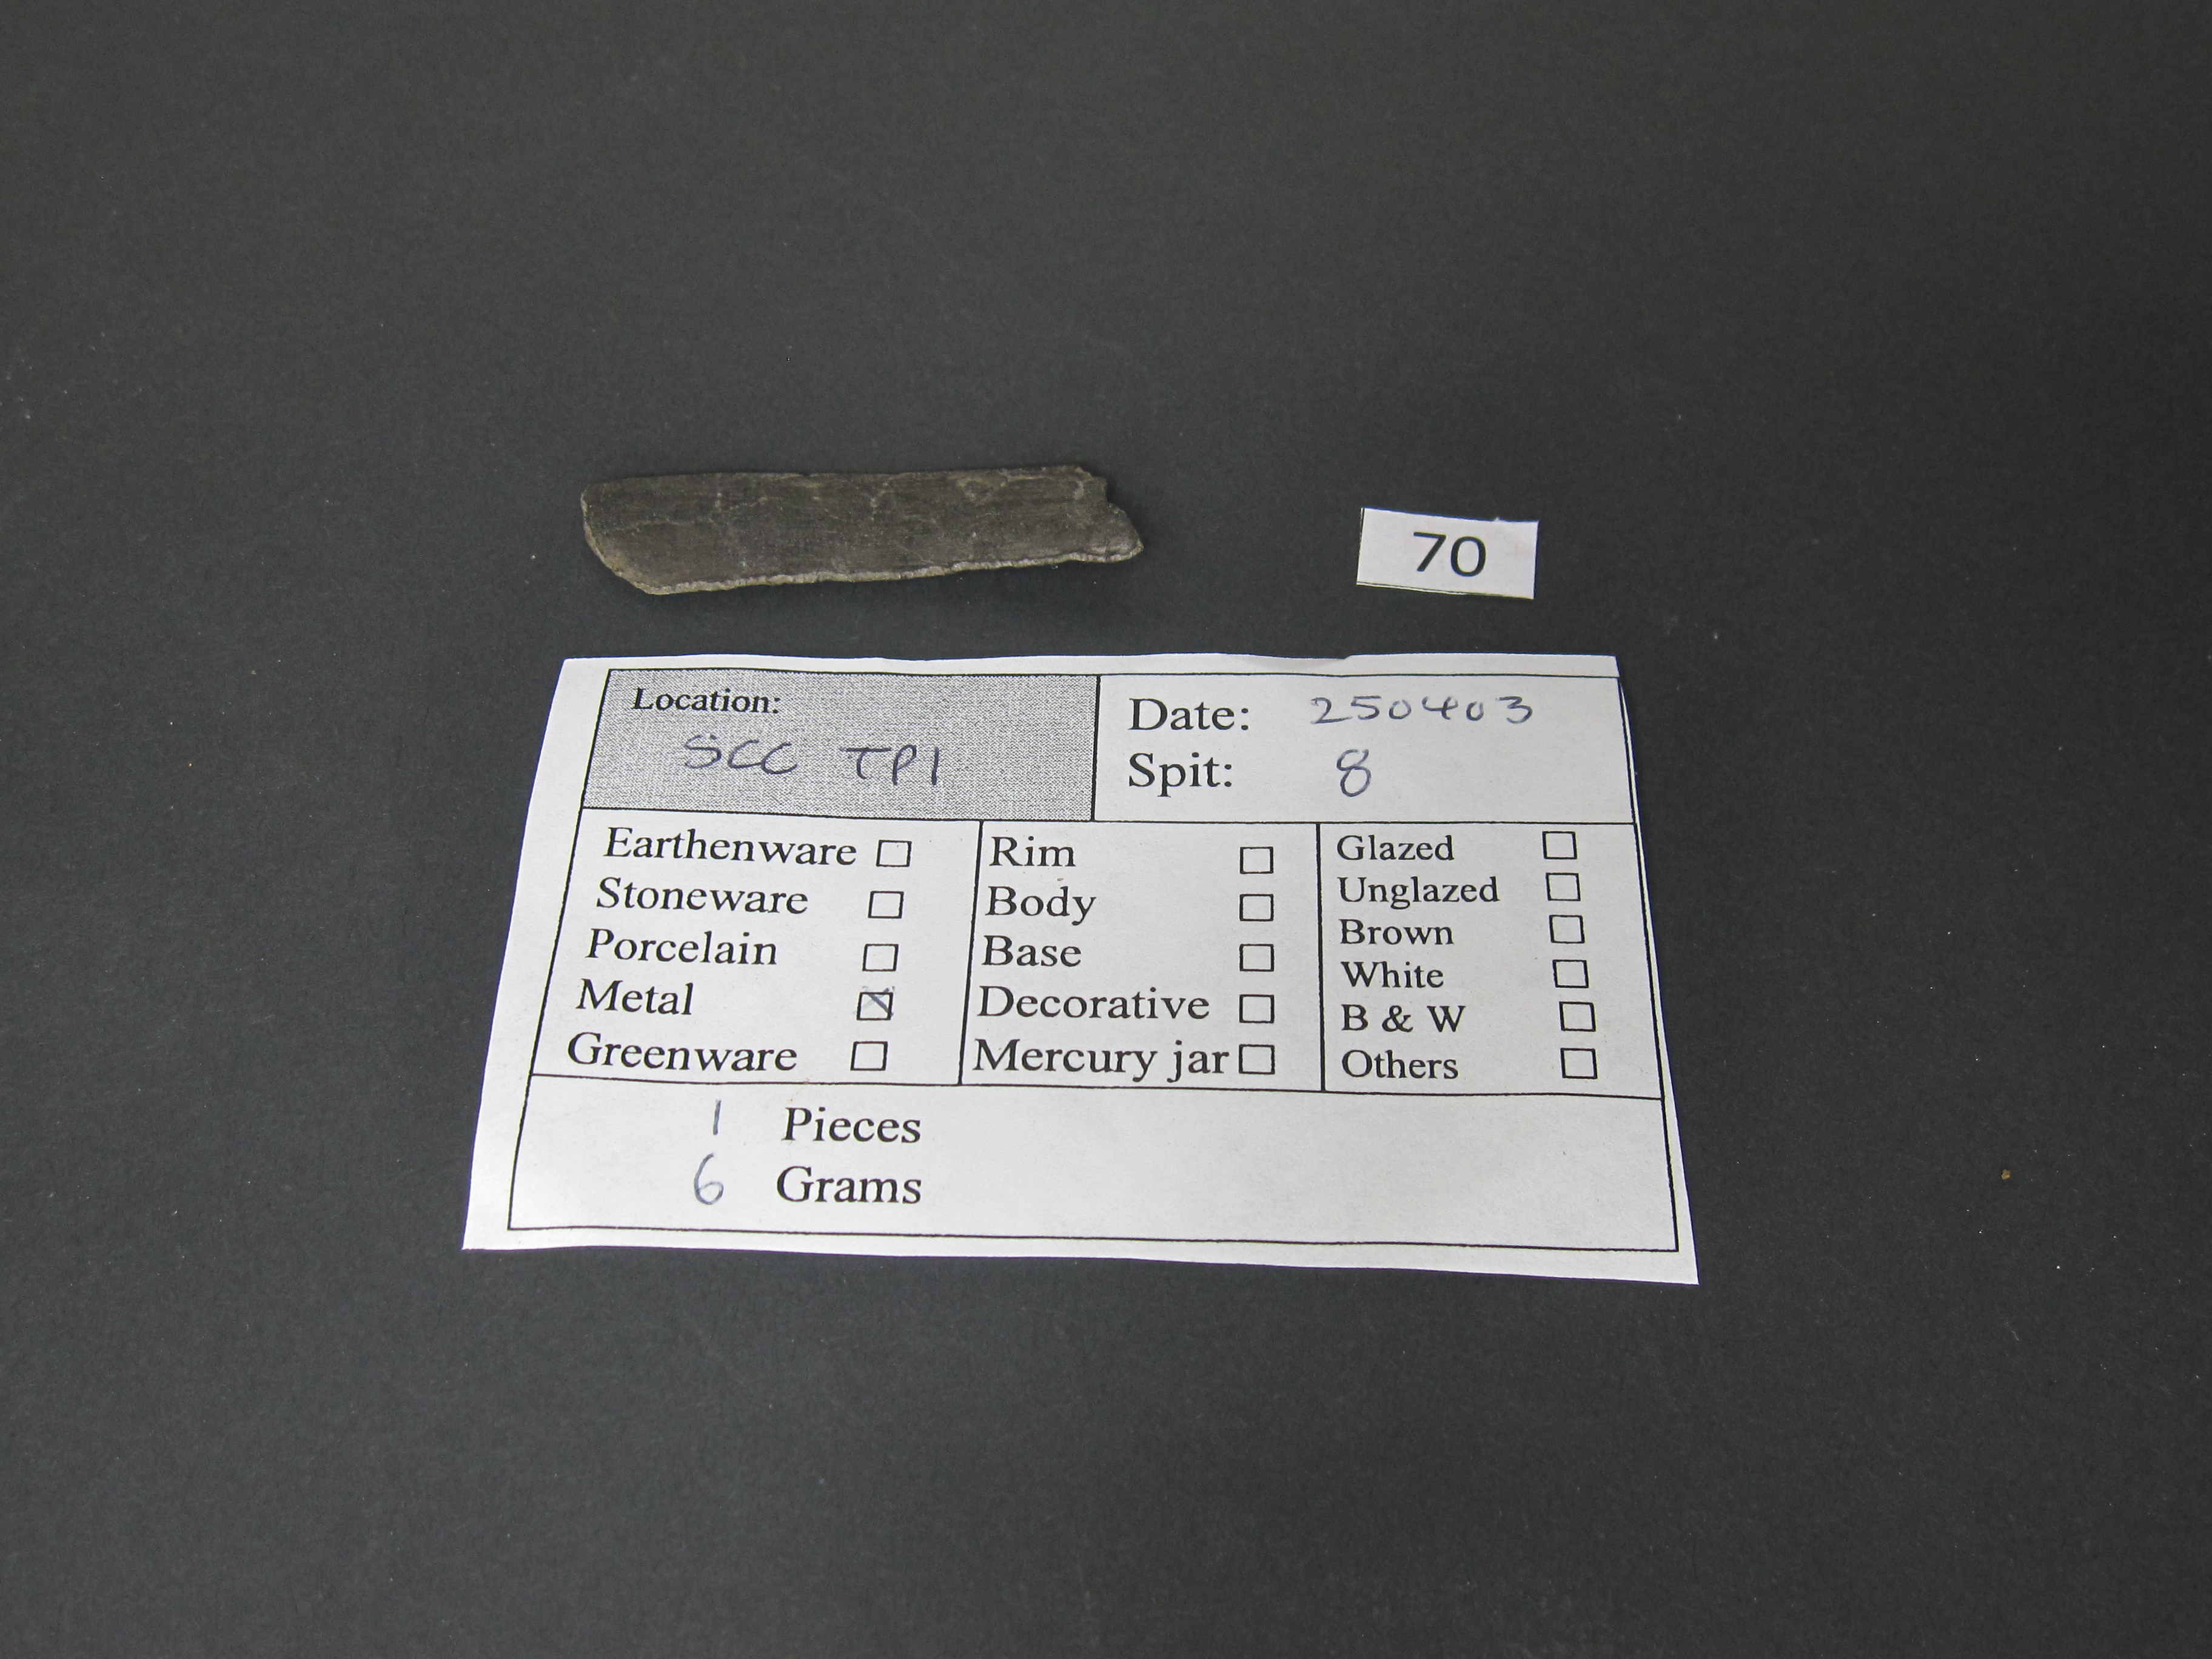 70
Location:
SCC TP1
Date: 250403
Spit: 8
Earthenware
Stoneware
Porcelain
Metal
Greenware
Rim
Body
Base
Decorative
Mercury jar
Glazed
Unglazed
Brown
White
B & W
Others
1 Pieces
6 Grams